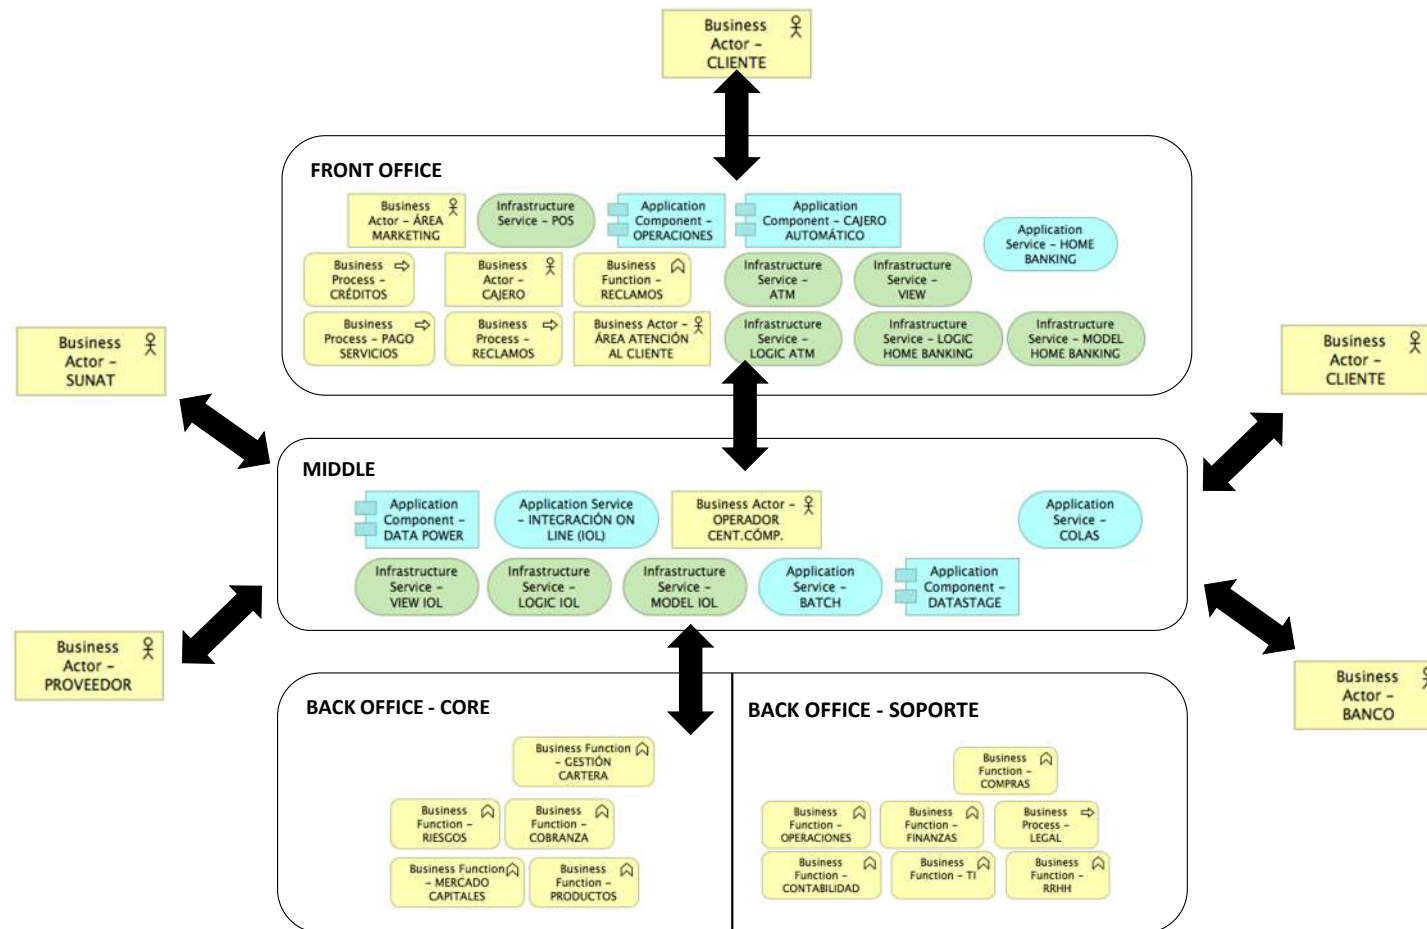 Business
Actor –
CLIENTE
FRONT OFFICE
Business
Actor – ÁREA
MARKETING
Infrastructure
Service – POS
Application
Component –
OPERACIONES
Application
Component – CAJERO
AUTOMÁTICO
Application
Service – HOME
BANKING
Business
Process –
CRÉDITOS
Business
Actor –
CAJERO
Business
Function –
RECLAMOS
Infrastructure
Service –
ATM
Infrastructure
Service –
VIEW
Business
Process – PAGO
SERVICIOS
Business
Process –
RECLAMOS
Business Actor –
ÁREA ATENCIÓN
AL CLIENTE
Infrastructure
Service –
LOGIC ATM
Infrastructure
Service – LOGIC
HOME BANKING
Infrastructure
Service – MODEL
HOME BANKING
Business
Actor –
SUNAT
Business
Actor –
CLIENTE
MIDDLE
Application
Component –
DATA POWER
Application Service
– INTEGRACIÓN ON
LINE (IOL)
Business Actor –
OPERADOR
CENT.CÓMP.
Application
Service –
COLAS
Infrastructure
Service –
VIEW IOL
Infrastructure
Service –
LOGIC IOL
Infrastructure
Service –
MODEL IOL
Application
Service –
BATCH
Application
Component –
DATASTAGE
Business
Actor –
PROVEEDOR
Business
Actor –
BANCO
BACK OFFICE - CORE
Business Function
– GESTIÓN
CARTERA
Business
Function –
RIESGOS
Business
Function –
COBRANZA
Business Function
– MERCADO
CAPITALES
Business
Function –
PRODUCTOS
BACK OFFICE - SOPORTE
Business
Function –
COMPRAS
Business
Function –
OPERACIONES
Business
Function –
FINANZAS
Business
Process –
LEGAL
Business
Function –
CONTABILIDAD
Business
Function – TI
Business
Function –
RRHH